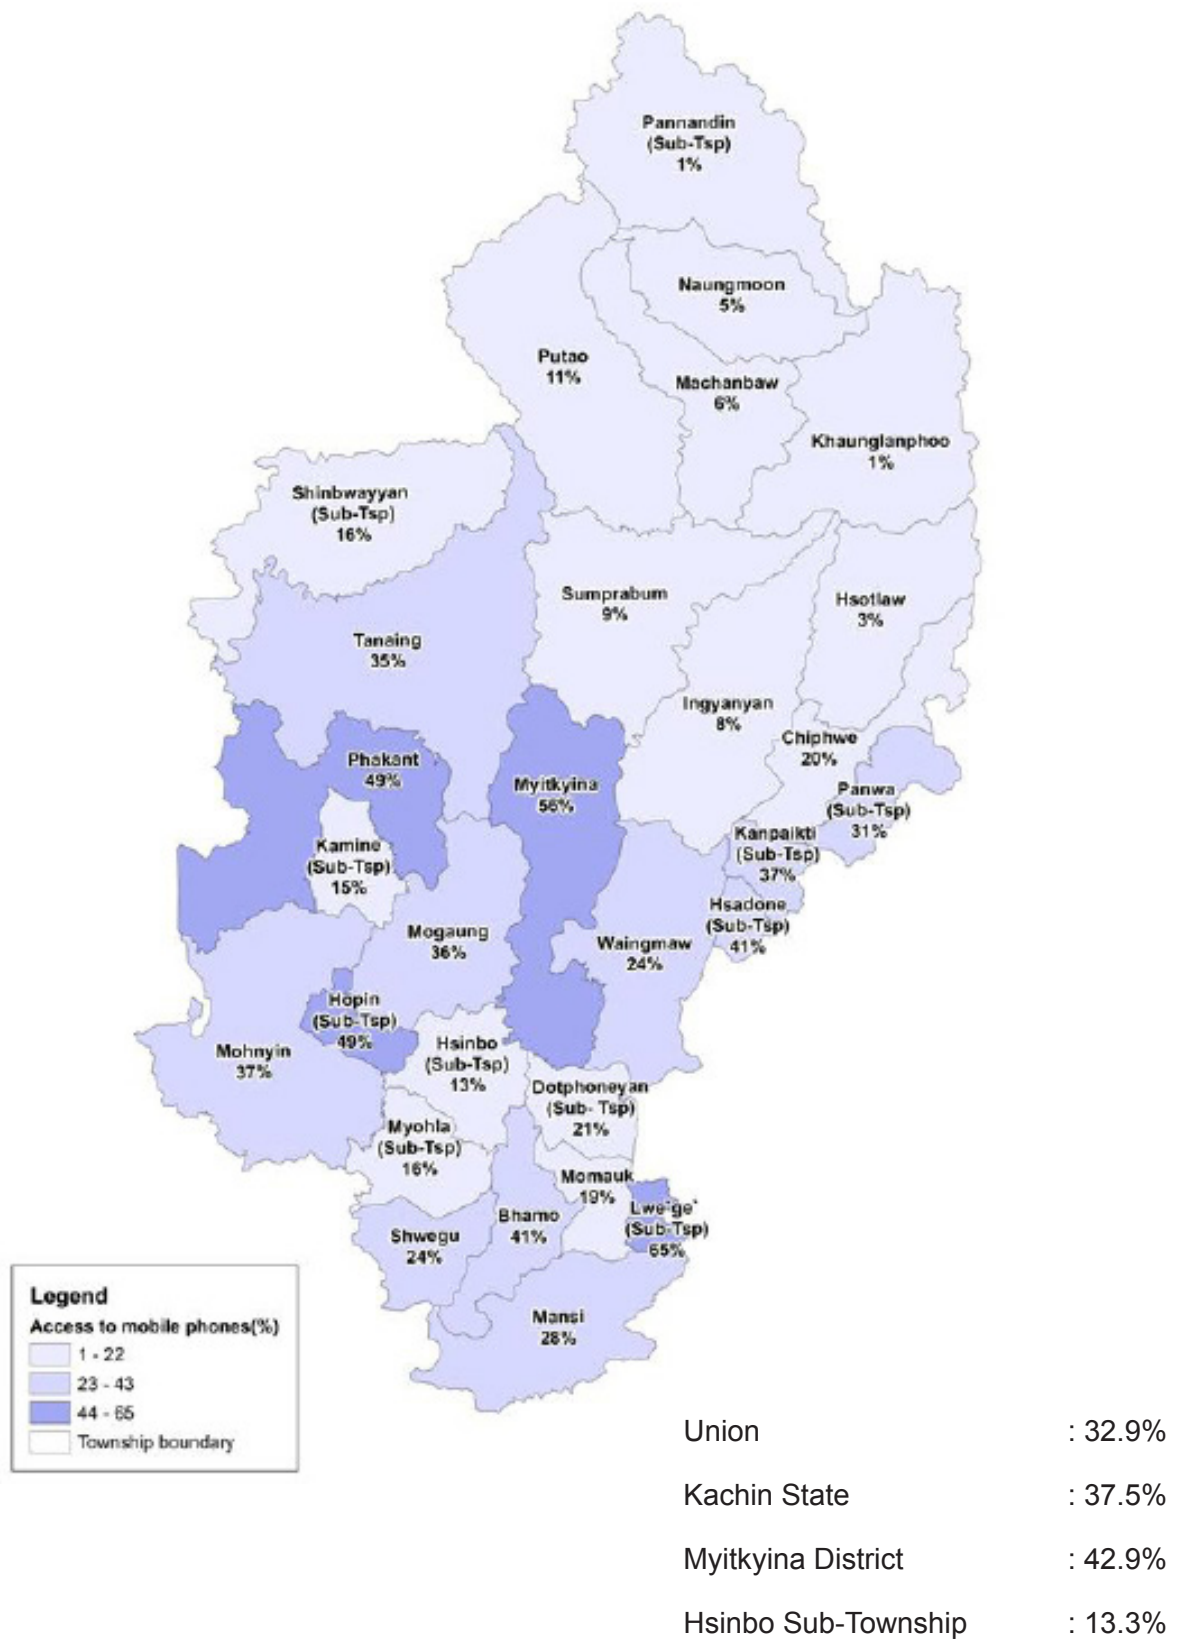 Pannandin
(Sub-Tsp)
1%
Naungmoon
5%
Putao
11%
Machanbaw
6%
Khaunglanphoo
1%
Shinbwayyan
(Sub-Tsp)
16%
Sumprabum
9%
Hsotlaw
3%
Tanaing
35%
Ingyanyan
8%
Chiphwe
20%
Phakant
49%
Myitkyina
56%
Panwa
(Sub-Tsp)
31%
Kanpaikti
(Sub-Tsp)
37%
Kamine
(Sub-Tsp)
15%
Hsadone
(Sub-Tsp)
41%
Mogaung
36%
Waingmaw
24%
Hopin
(Sub-Tsp)
49%
Mohnyin
37%
Hsinbo
(Sub-Tsp)
13%
Dotphoneyan
(Sub- Tsp)
21%
Myohla
(Sub-Tsp)
16%
Momauk
19%
Lwe'ge'
(Sub-Tsp)
65%
Shwegu
24%
Bhamo
41%
Mansi
28%
Legend
Access to mobile phones(%)
1 - 22
23 - 43
44 - 65
Township boundary
Union : 32.9%
Kachin State : 37.5%
Myitkyina District : 42.9%
Hsinbo Sub-Township : 13.3%